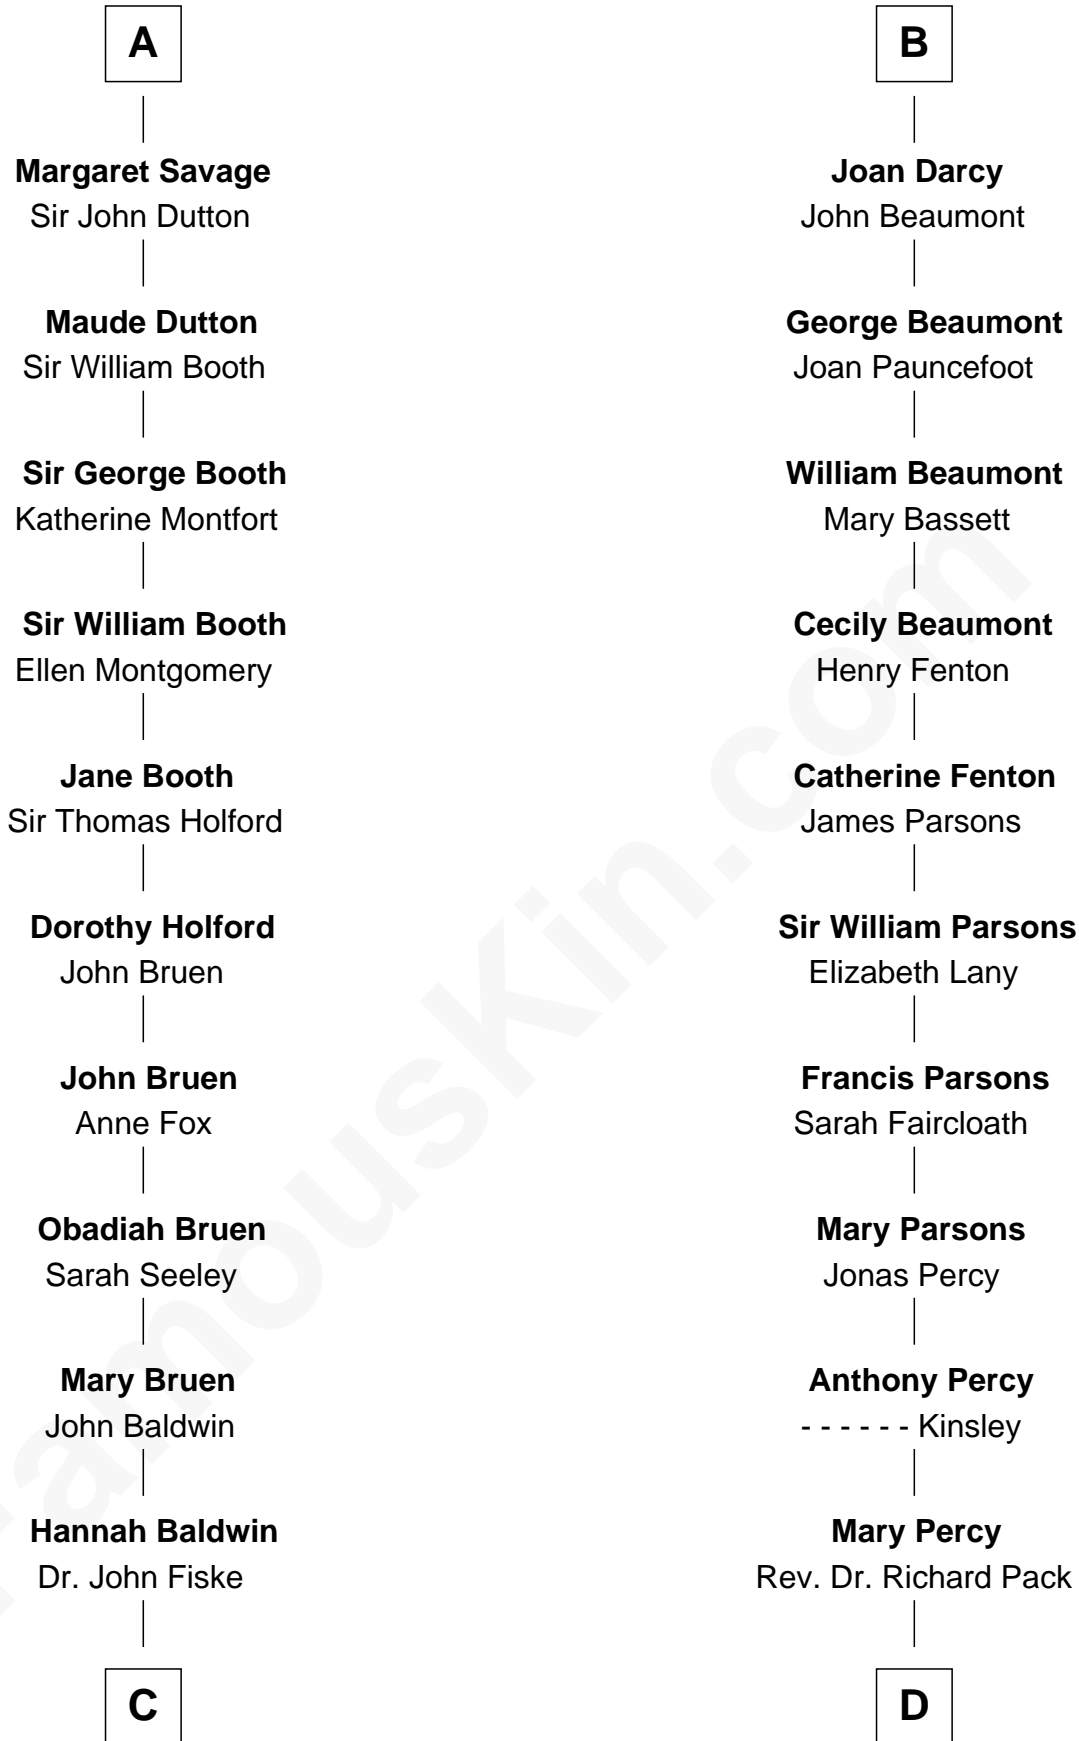 A
Margaret Savage
Sir John Dutton
Maude Dutton
Sir William Booth
Sir George Booth
Katherine Montfort
Sir William Booth
Ellen Montgomery
Jane Booth
Sir Thomas Holford
Dorothy Holford
John Bruen
John Bruen
Anne Fox
Obadiah Bruen
Sarah Seeley
Mary Bruen
John Baldwin
Hannah Baldwin
Dr. John Fiske
C
B
Joan Darcy
John Beaumont
George Beaumont
Joan Pauncefoot
William Beaumont
Mary Bassett
Cecily Beaumont
Henry Fenton
Catherine Fenton
James Parsons
Sir William Parsons
Elizabeth Lany
Francis Parsons
Sarah Faircloath
Mary Parsons
Jonas Percy
Anthony Percy
- - - - - - Kinsley
Mary Percy
Rev. Dr. Richard Pack
D
FamousKin.com